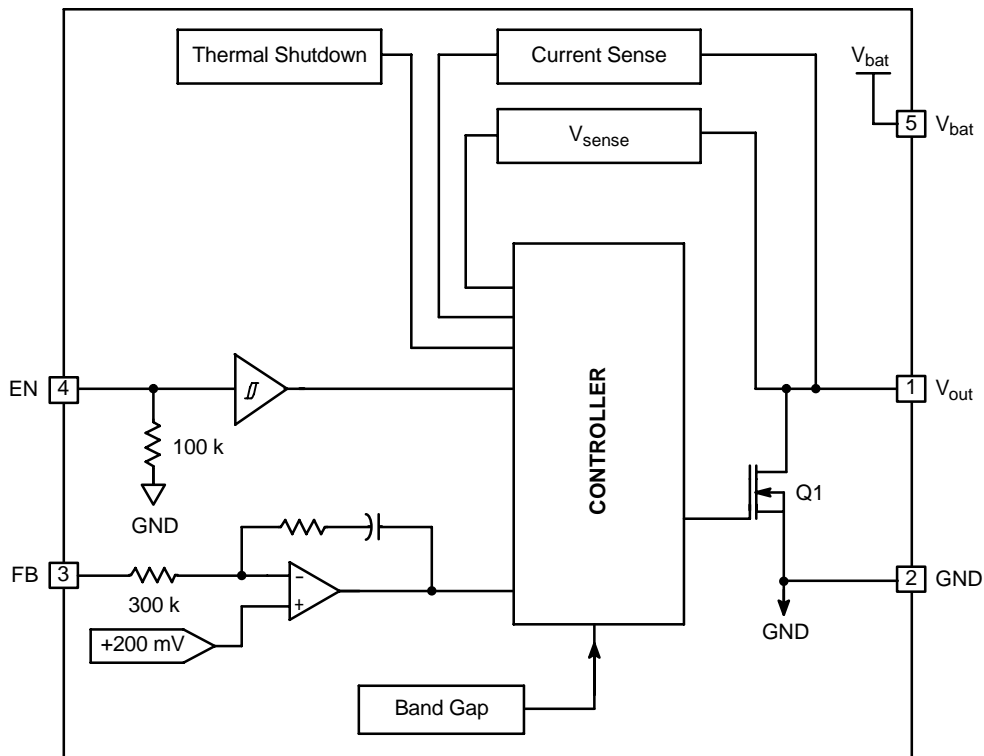 Thermal Shutdown
Current Sense
Vbat
5
Vbat
Vsense
EN
4
100 k
GND
CONTROLLER
1
Vout
Q1
FB
3
300 k
−
+
+200 mV
2
GND
GND
Band Gap